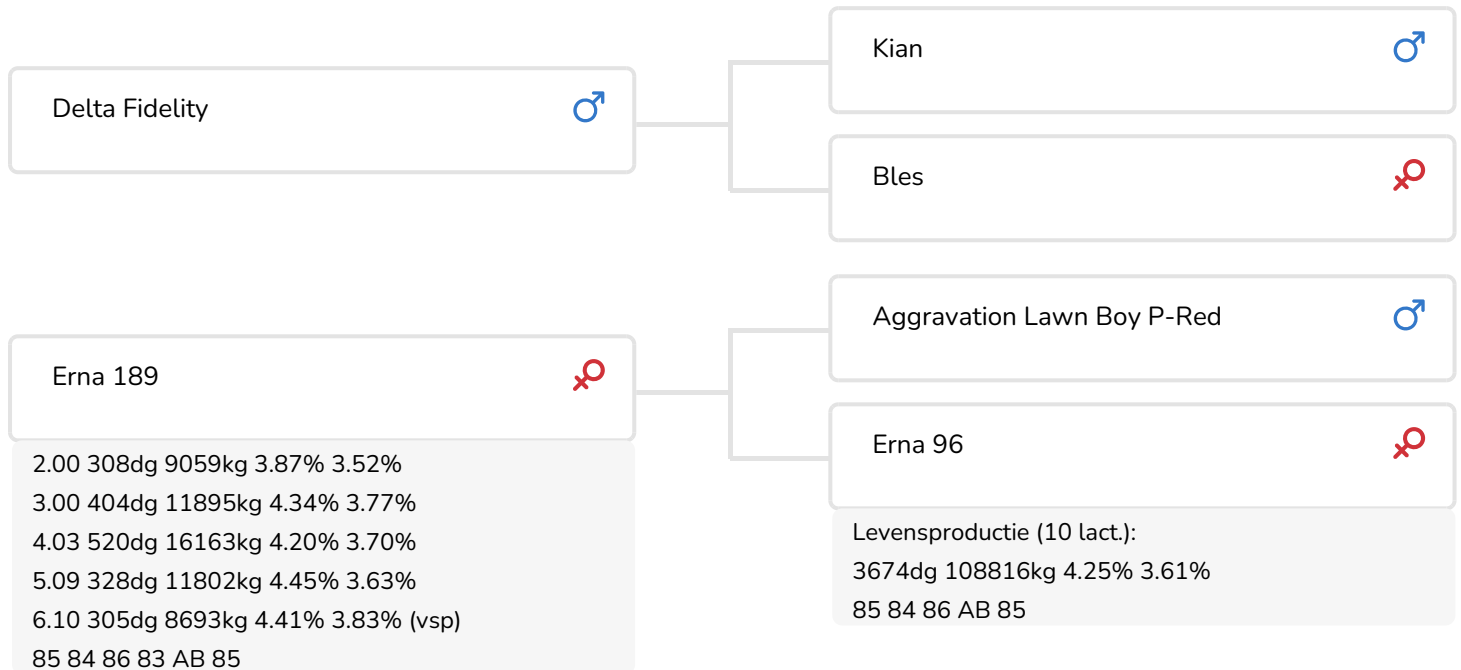 Delta Fidelity
Kian
Bles
Erna 189
2.00 308dg 9059kg 3.87% 3.52%
3.00 404dg 11895kg 4.34% 3.77%
4.03 520dg 16163kg 4.20% 3.70%
5.09 328dg 11802kg 4.45% 3.63%
6.10 305dg 8693kg 4.41% 3.83% (vsp)
85 84 86 83 AB 85
Aggravation Lawn Boy P-Red
Erna 96
Levensproductie (10 lact.):
3674dg 108816kg 4.25% 3.61%
85 84 86 AB 85